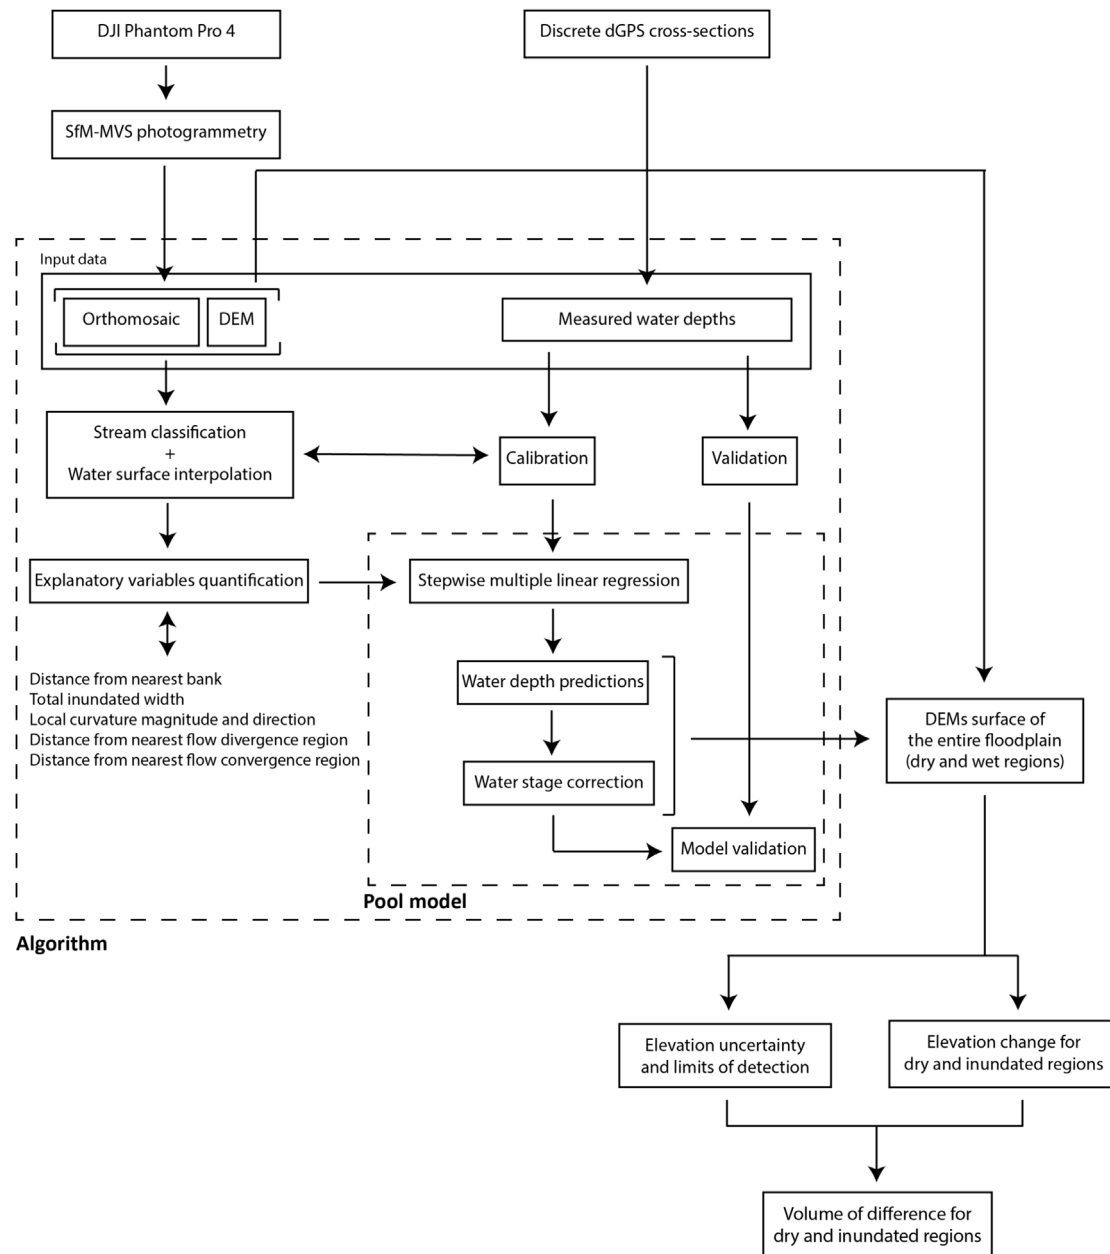 DJI Phantom Pro 4
Discrete dGPS cross-sections
SfM-MVS photogrammetry
Input data
Orthomosaic
DEM
Measured water depths
Stream classification
+
Water surface interpolation
Calibration
Validation
Explanatory variables quantification
Stepwise multiple linear regression
Distance from nearest bank
Total inundated width
Local curvature magnitude and direction
Distance from nearest flow divergence region
Distance from nearest flow convergence region
Water depth predictions
Water stage correction
Model validation
Pool model
Algorithm
DEMs surface of
the entire floodplain
(dry and wet regions)
Elevation uncertainty
and limits of detection
Elevation change for
dry and inundated regions
Volume of difference for
dry and inundated regions